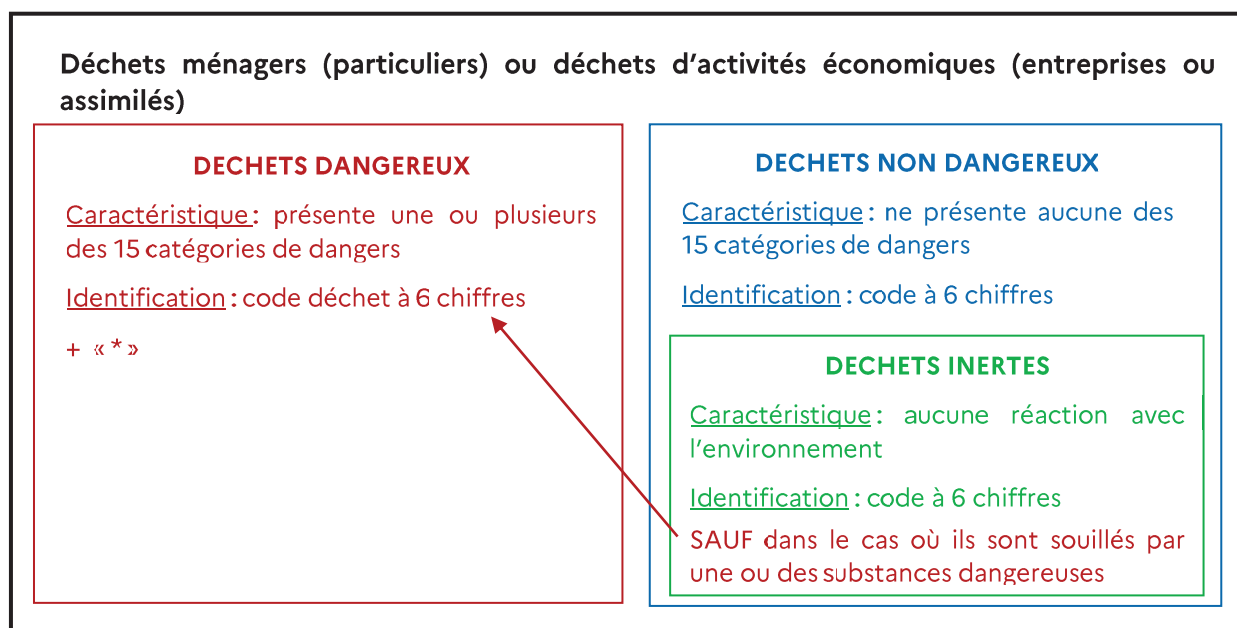 Déchets ménagers (particuliers) ou déchets d'activités économiques (entreprises ou
assimilés)
DECHETS DANGEREUX
Caractéristique : présente une ou plusieurs
des 15 catégories de dangers
Identification : code déchet à 6 chiffres
+ « * »
DECHETS NON DANGEREUX
Caractéristique : ne présente aucune des
15 catégories de dangers
Identification : code à 6 chiffres
DECHETS INERTES
Caractéristique : aucune réaction avec
l'environnement
Identification : code à 6 chiffres
SAUF dans le cas où ils sont souillés par
une ou des substances dangereuses